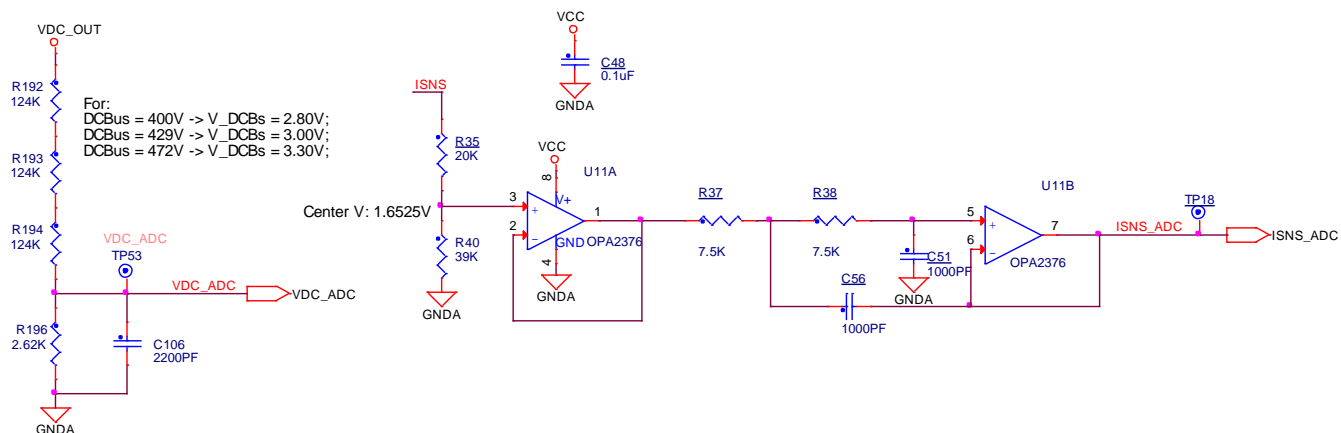 VDC_OUT
R192
124K
R193
124K
R194
124K
For:
DCBus = 400V -> V_DCBs = 2.80V;
DCBus = 429V -> V_DCBs = 3.00V;
DCBus = 472V -> V_DCBs = 3.30V;
VDC_ADC
TP53
VDC_ADC
VDC_ADC
R196
2.62K
C106
2200PF
GNDA
VCC
C48
0.1uF
GNDA
ISNS
R35
20K
Center V: 1.6525V
R40
39K
GNDA
VCC
U11A
8
V+
3
+
1
2
-
GND
OPA2376
4
GNDA
R37
7.5K
R38
7.5K
C51
1000PF
GNDA
C56
1000PF
U11B
5
+
7
6
-
OPA2376
TP18
ISNS_ADC
ISNS_ADC